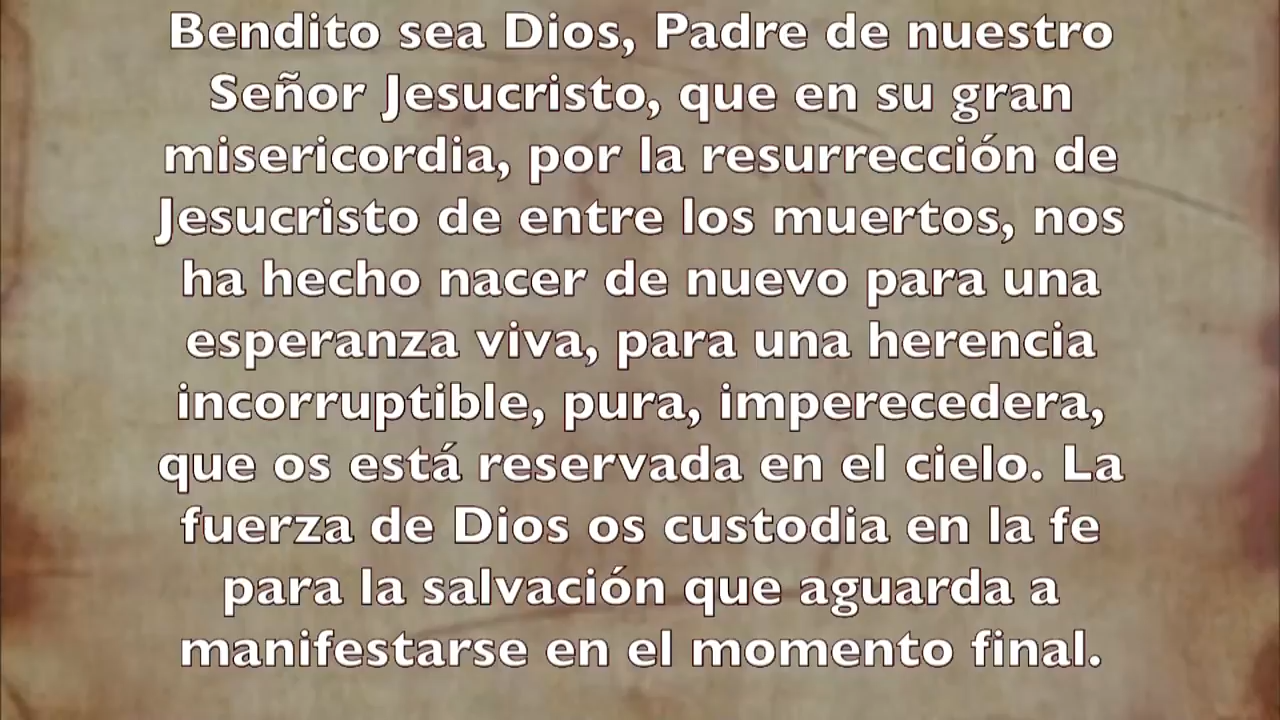 Bendito sea Dios, Padre de nuestro
Señor Jesucristo, que en su gran
misericordia, por la resurrección de
Jesucristo de entre los muertos, nos
ha hecho nacer de nuevo para una
esperanza viva, para una herencia
incorruptible, pura, imperecedera,
que os está reservada en el cielo. La
fuerza de Dios os custodia en la fe
para la salvación que aguarda a
manifestarse en el momento final.